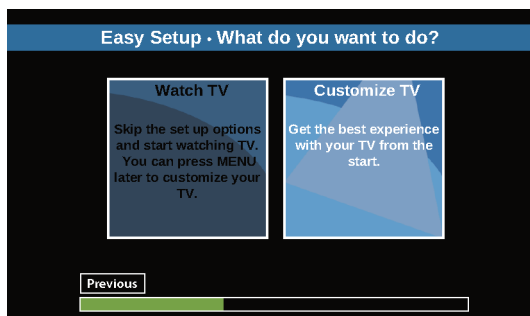 Easy Setup • What do you want to do?
Watch TV
Skip the set up options
and start watching TV.
You can press MENU
later to customize your
TV.
Customize TV
Get the best experience
with your TV from the
start.
Previous